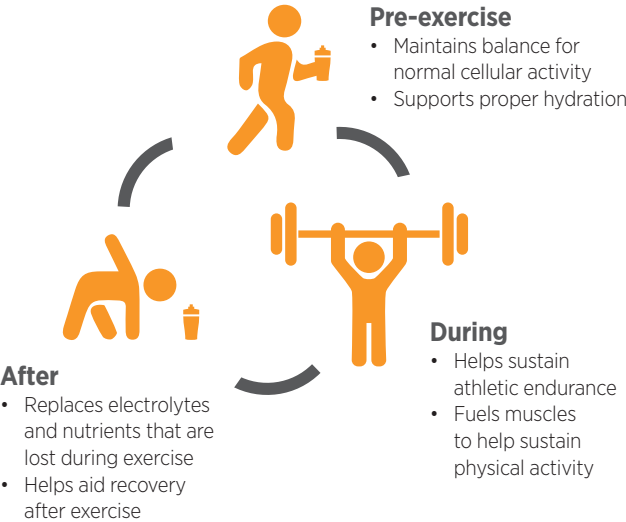 Pre-exercise
• Maintains balance for
normal cellular activity
• Supports proper hydration
During
• Helps sustain
athletic endurance
• Fuels muscles
to help sustain
physical activity
After
• Replaces electrolytes
and nutrients that are
lost during exercise
• Helps aid recovery
after exercise